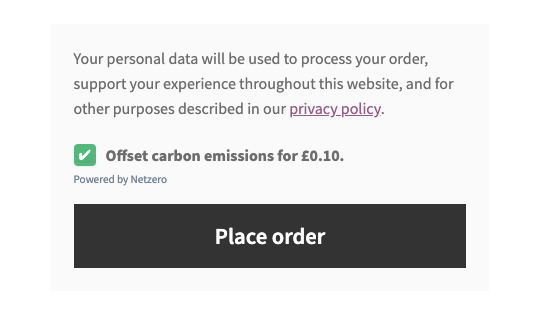 Your personal data will be used to process your order,
support your experience throughout this website, and for
other purposes described in our privacy policy.
Offset carbon emissions for £0.10.
Powered by Netzero
Place order